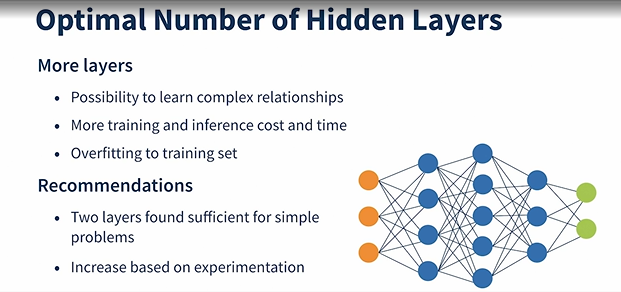 Optimal Number of Hidden Layers
More layers
• Possibility to learn complex relationships
• More training and inference cost and time
• Overfitting to training set
Recommendations
• Two layers found sufficient for simple
problems
• Increase based on experimentation